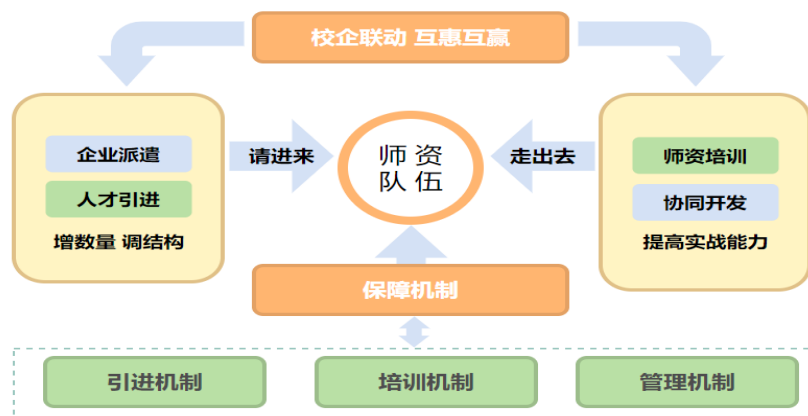 校企联动 互惠互赢
企业派遣
人才引进
增数量 调结构
请进来
师 资
队 伍
走出去
师资培训
协同开发
提高实战能力
保障机制
引进机制
培训机制
管理机制